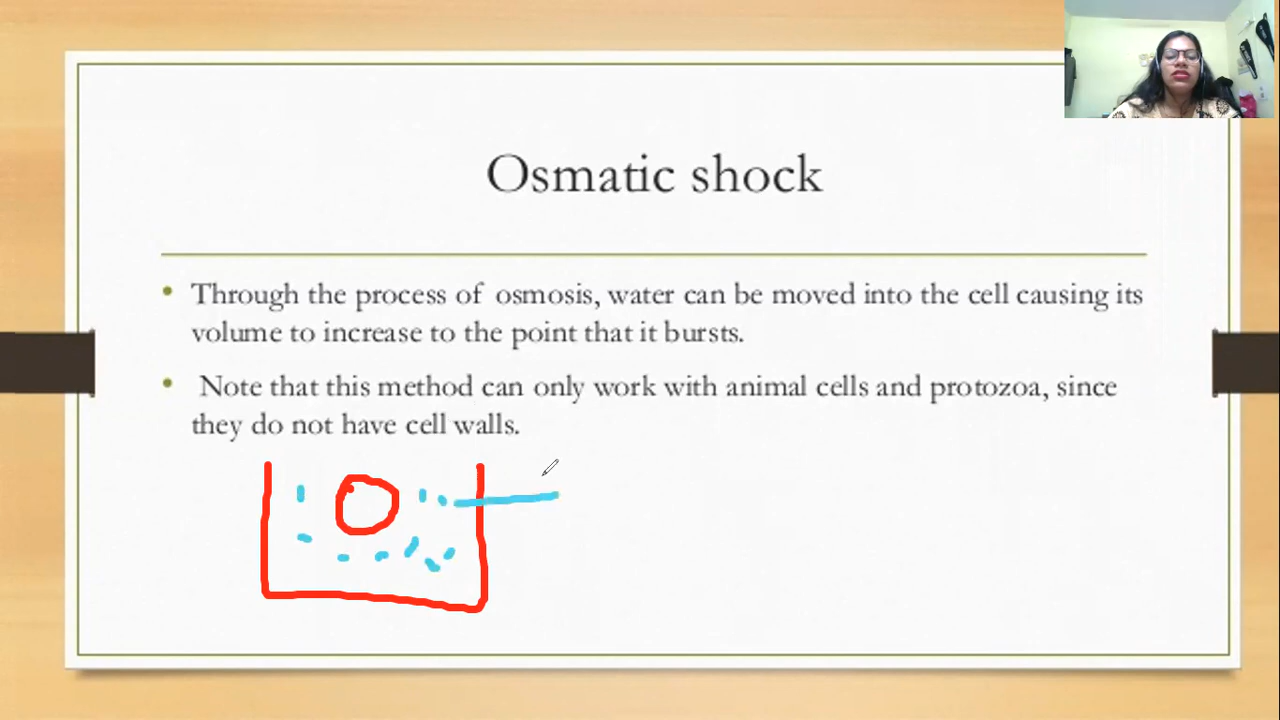 Osmatic shock
• Through the process of osmosis, water can be moved into the cell causing its
volume to increase to the point that it bursts.
• Note that this method can only work with animal cells and protozoa, since
they do not have cell walls.